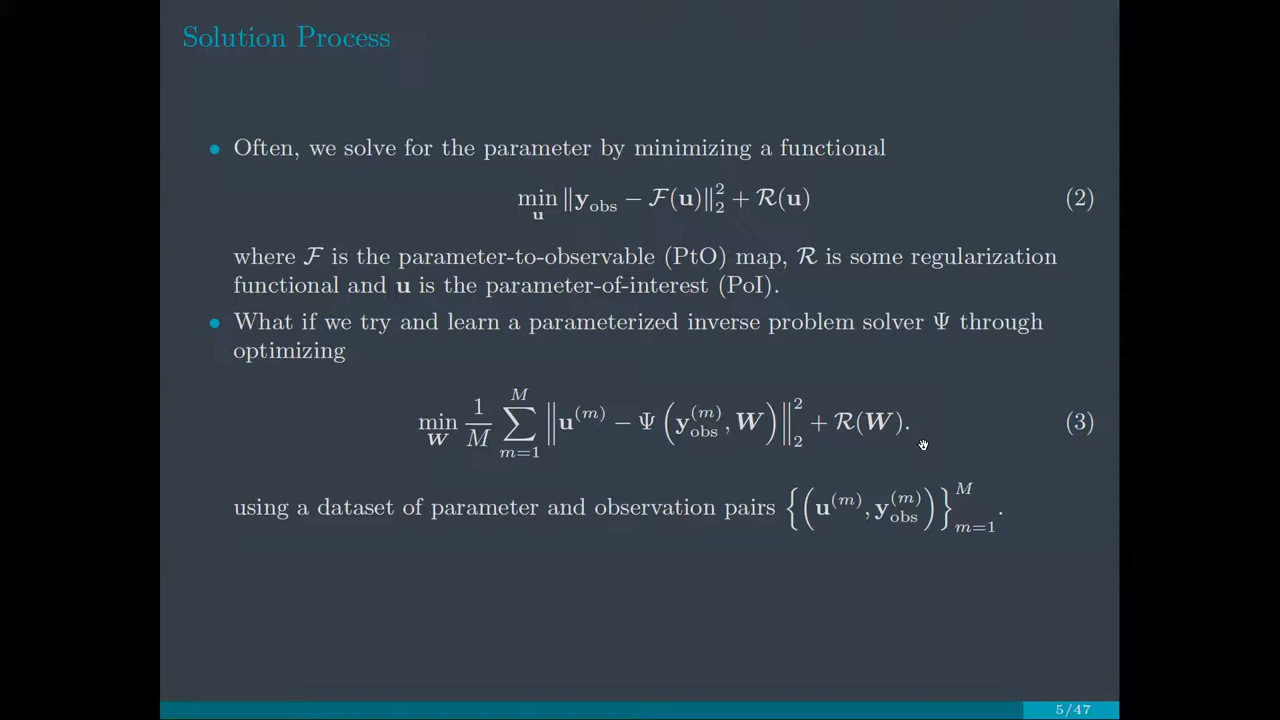 Solution Process
• Often, we solve for the parameter by minimizing a functional
min_u ‖y_obs − ℱ(u)‖₂² + ℛ(u) (2)
where ℱ is the parameter-to-observable (PtO) map, ℛ is some regularization
functional and u is the parameter-of-interest (PoI).
• What if we try and learn a parameterized inverse problem solver Ψ through
optimizing
min_W 1/M ∑_{m=1}^{M} ‖u^(m) − Ψ(y_obs^(m), W)‖₂² + ℛ(W). (3)
using a dataset of parameter and observation pairs {(u^(m), y_obs^(m))}_{m=1}^{M}.
5/47